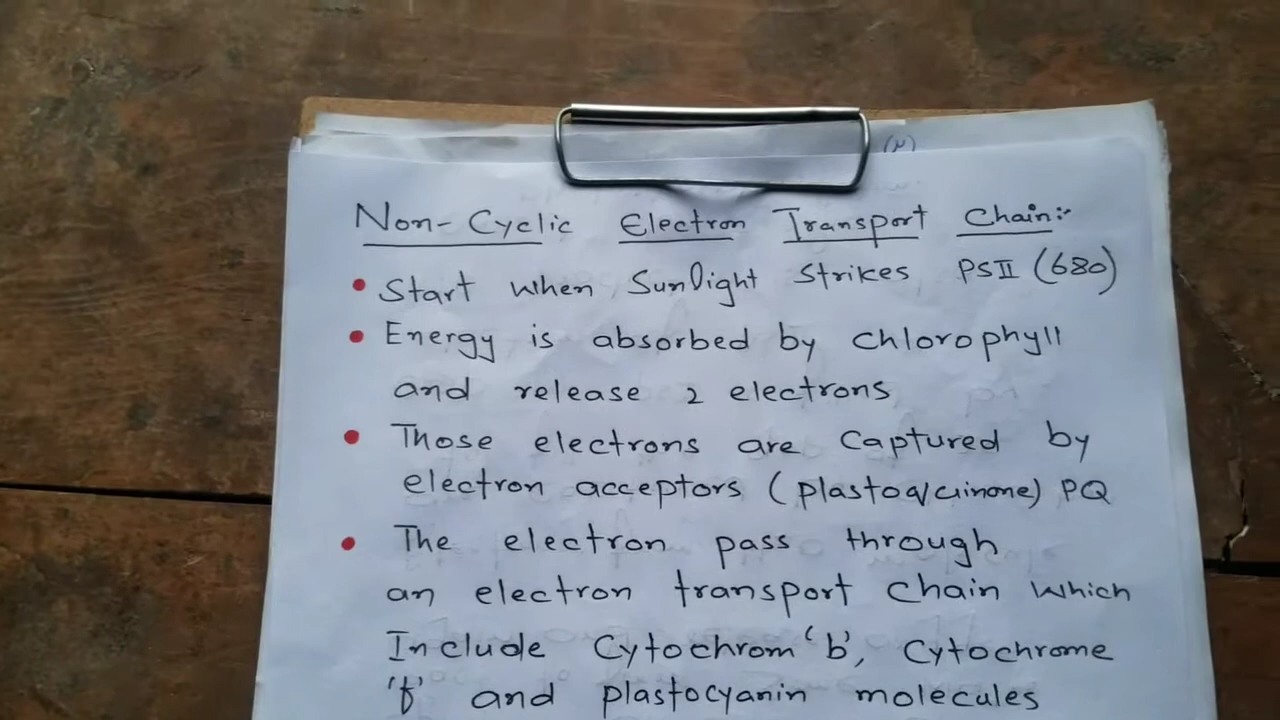 Non-Cyclic Electron Transport Chain:-
• Start when Sunlight Strikes PSII (680)
• Energy is absorbed by chlorophyll
and release 2 electrons
• Those electrons are captured by
electron acceptors (plastoquinone) PQ
• The electron pass through
an electron transport chain which
Include Cytochrom 'b', Cytochrome
'f' and plastocyanin molecules